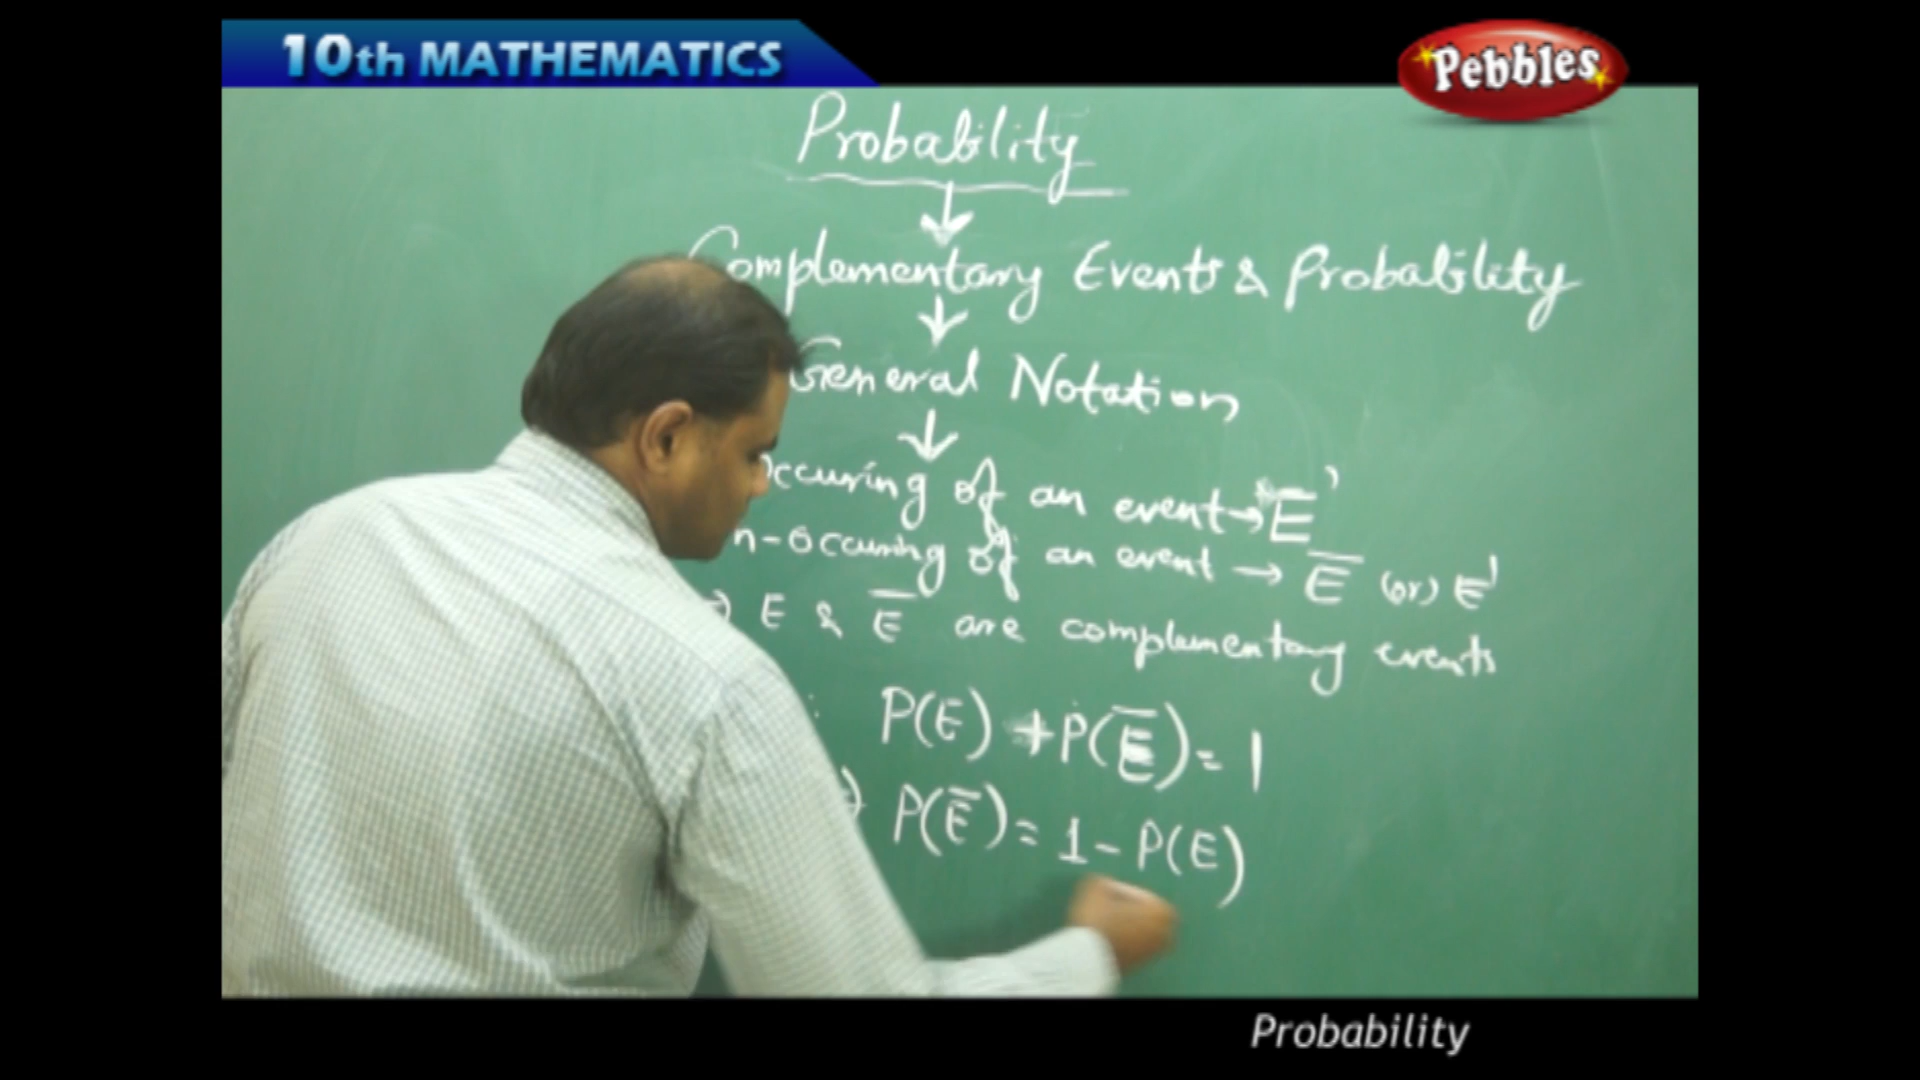 10th MATHEMATICS
Pebbles
Probability
↓
Complementary Events & Probability
↓
General Notation
↓
Occuring of an event → E '
n-occuring of an event → E̅ (or) E'
⇒ E & E̅ are complementary events
∴ P(E) + P(E̅) = 1
⇒ P(E̅) = 1 - P(E)
Probability